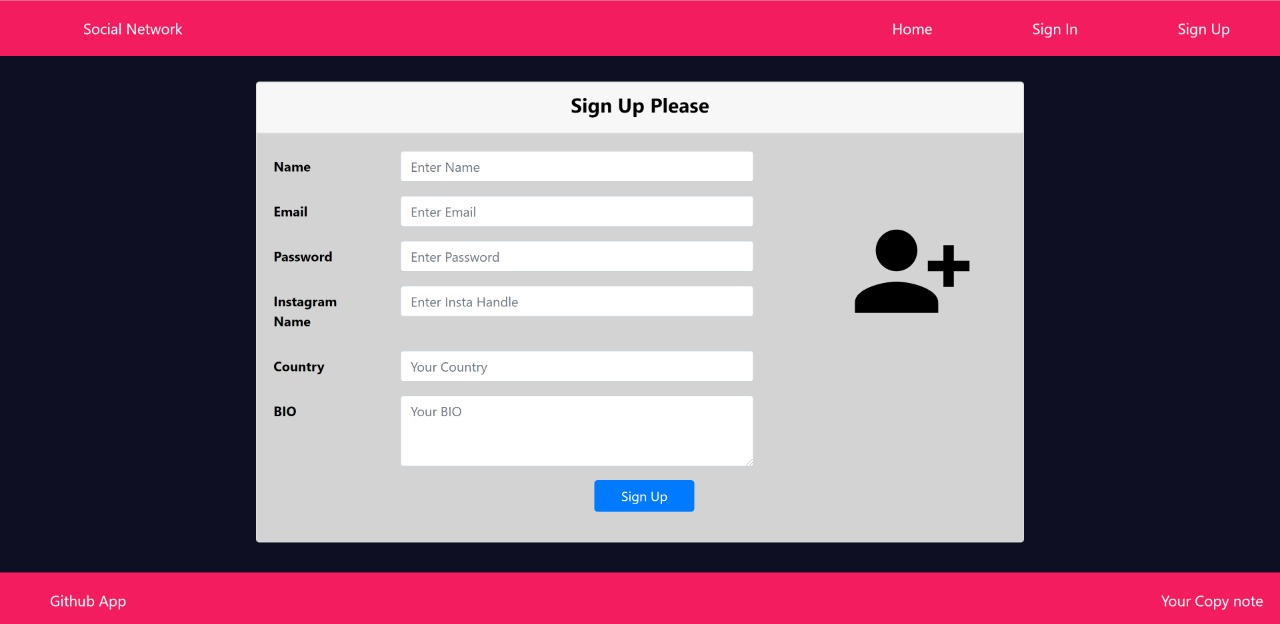 Social Network
Home
Sign In
Sign Up
Sign Up Please
Name
Enter Name
Email
Enter Email
Password
Enter Password
Instagram
Name
Enter Insta Handle
Country
Your Country
BIO
Your BIO
Sign Up
Github App
Your Copy note